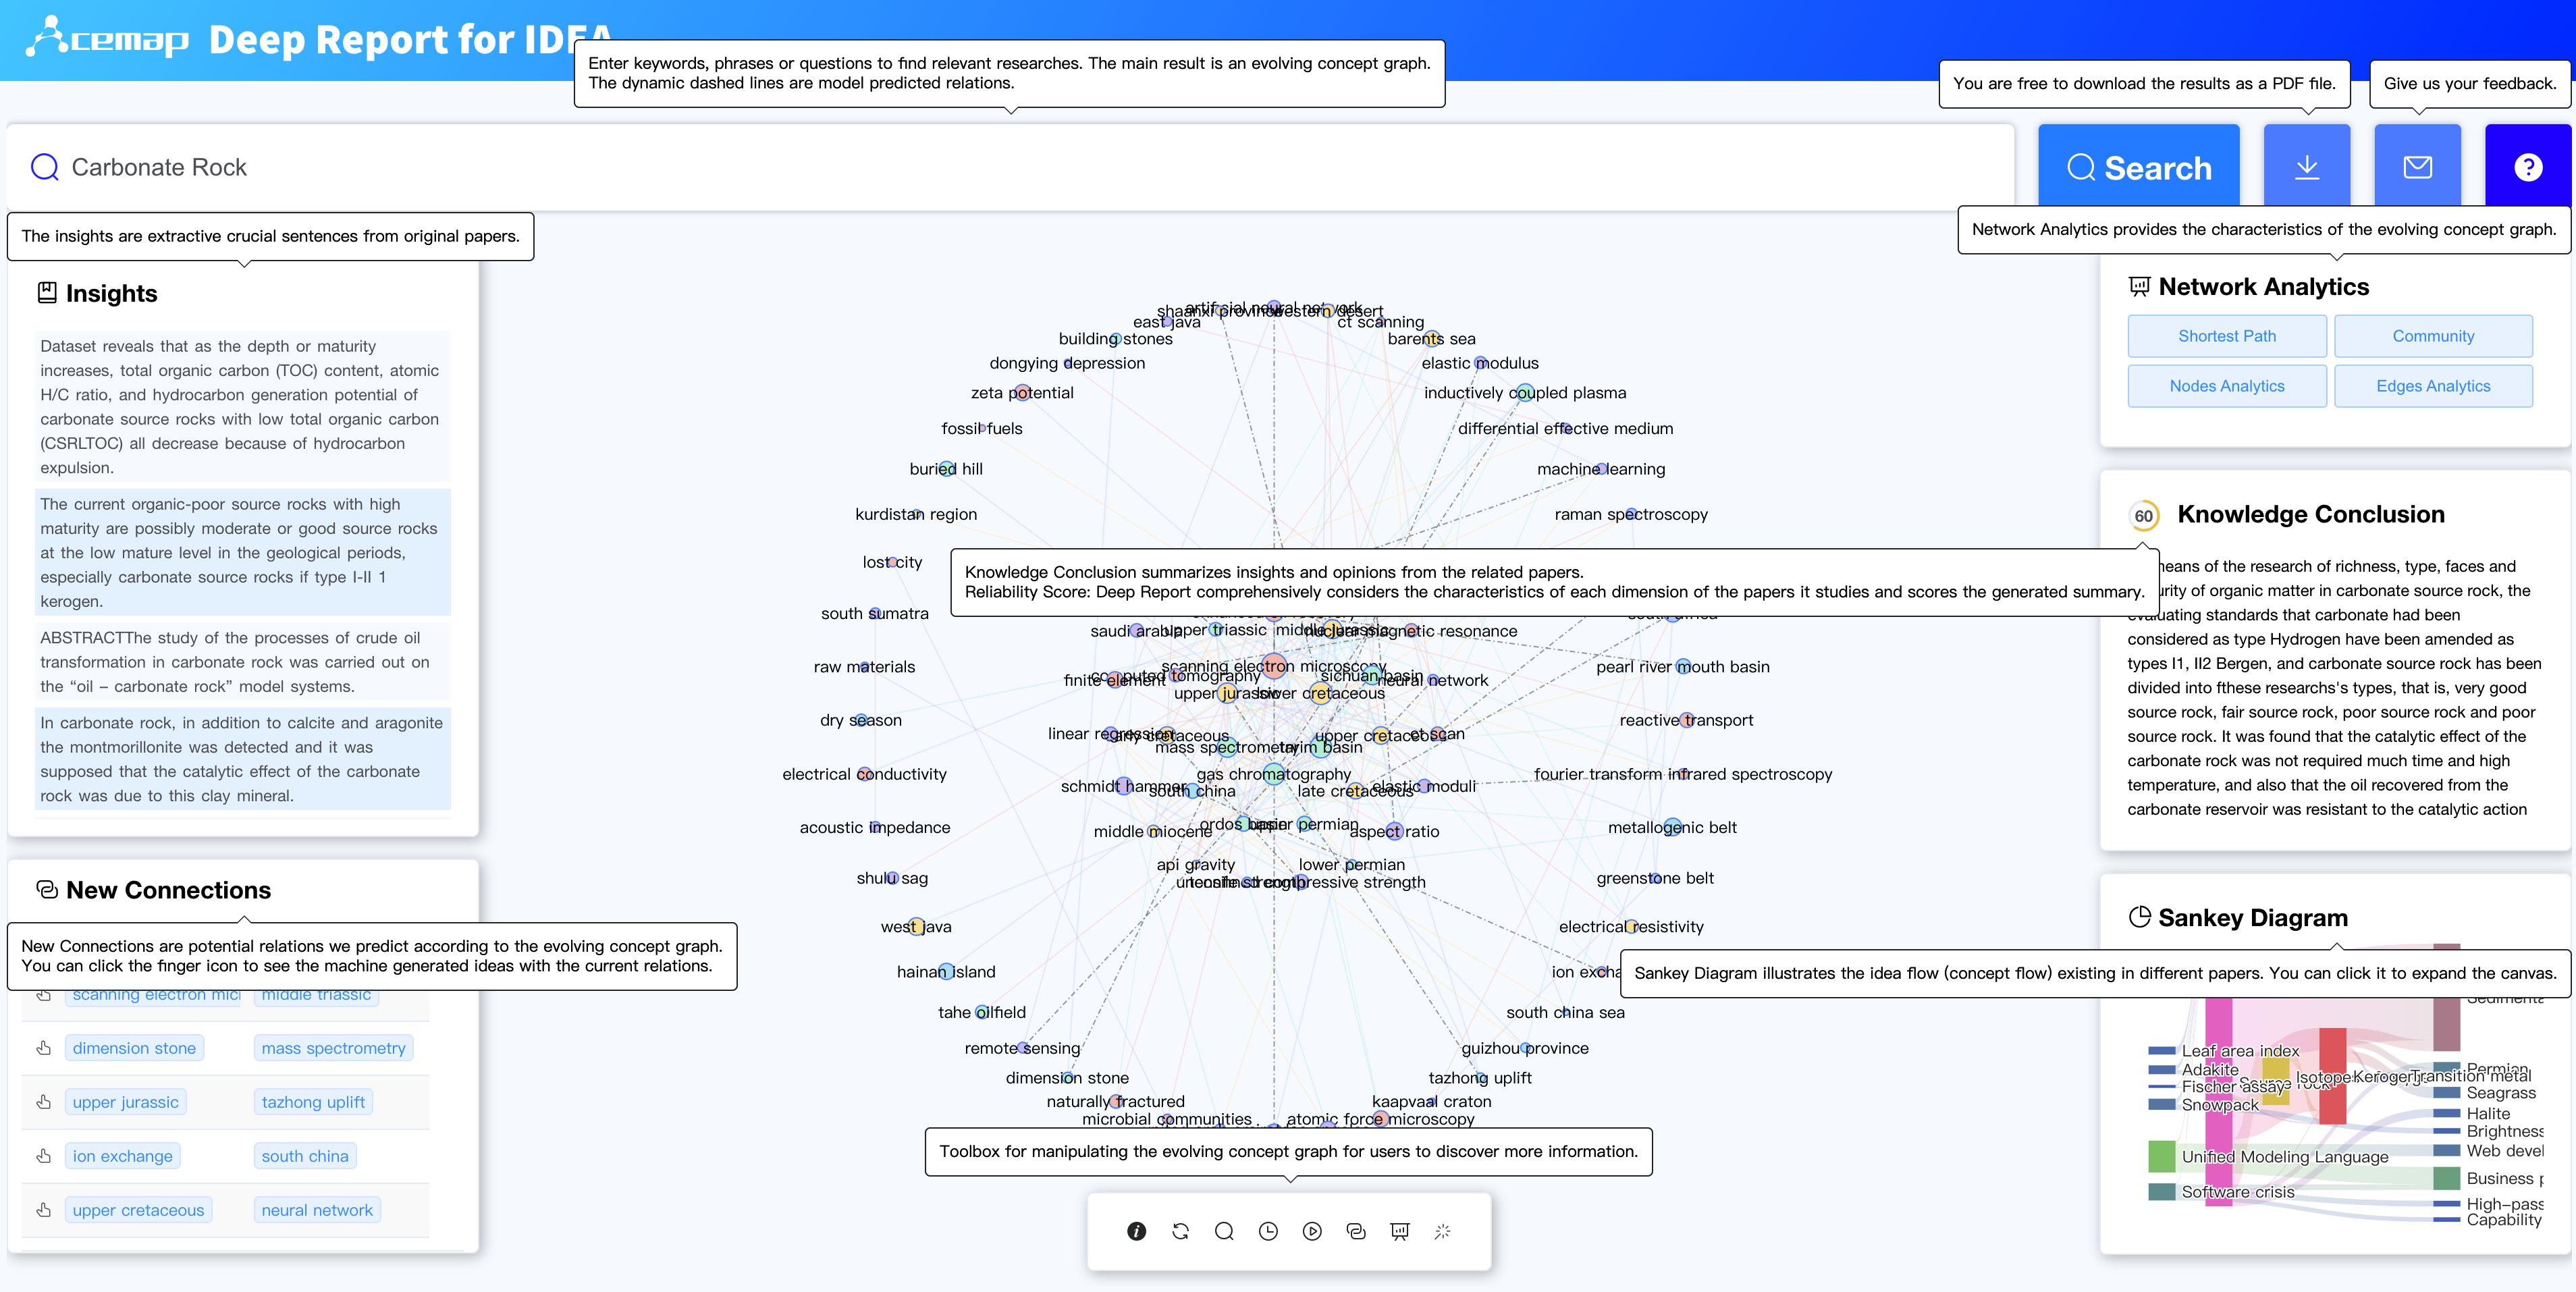 Acemap Deep Report for IDEA
Enter keywords, phrases or questions to find relevant researches. The main result is an evolving concept graph.
The dynamic dashed lines are model predicted relations.
You are free to download the results as a PDF file.
Give us your feedback.
Carbonate Rock
Search
The insights are extractive crucial sentences from original papers.
Insights
Dataset reveals that as the depth or maturity
increases, total organic carbon (TOC) content, atomic
H/C ratio, and hydrocarbon generation potential of
carbonate source rocks with low total organic carbon
(CSRLTOC) all decrease because of hydrocarbon
expulsion.
The current organic-poor source rocks with high
maturity are possibly moderate or good source rocks
at the low mature level in the geological periods,
especially carbonate source rocks if type I-II 1
kerogen.
ABSTRACTThe study of the processes of crude oil
transformation in carbonate rock was carried out on
the “oil – carbonate rock” model systems.
In carbonate rock, in addition to calcite and aragonite
the montmorillonite was detected and it was
supposed that the catalytic effect of the carbonate
rock was due to this clay mineral.
New Connections
New Connections are potential relations we predict according to the evolving concept graph.
You can click the finger icon to see the machine generated ideas with the current relations.
scanning electron mici middle triassic
dimension stone mass spectrometry
upper jurassic tazhong uplift
ion exchange south china
upper cretaceous neural network
artificial neural network
shaanxi province
western desert
east java
ct scanning
building stones
barents sea
dongying depression
elastic modulus
zeta potential
inductively coupled plasma
fossil fuels
differential effective medium
buried hill
machine learning
kurdistan region
raman spectroscopy
lost city
Knowledge Conclusion summarizes insights and opinions from the related papers.
Reliability Score: Deep Report comprehensively considers the characteristics of each dimension of the papers it studies and scores the generated summary.
south sumatra
south africa
saudi arabia
upper triassic
middle jurassic
nuclear magnetic resonance
raw materials
scanning electron microscopy
pearl river mouth basin
finite element
computed tomography
sichuan basin
neural network
upper jurassic
lower cretaceous
dry season
reactive transport
linear regression
early cretaceous
upper cretaceous
ct scan
mass spectrometry
tarim basin
electrical conductivity
gas chromatography
fourier transform infrared spectroscopy
schmidt hammer
south china
late cretaceous
elastic moduli
acoustic impedance
middle miocene
ordos basin
upper permian
aspect ratio
metallogenic belt
api gravity
lower permian
shulu sag
tensile strength
unconfined compressive strength
greenstone belt
west java
electrical resistivity
hainan island
ion excha
tahe oilfield
south china sea
remote sensing
guizhou province
dimension stone
tazhong uplift
naturally fractured
kaapvaal craton
microbial communities
atomic force microscopy
Toolbox for manipulating the evolving concept graph for users to discover more information.
Network Analytics provides the characteristics of the evolving concept graph.
Network Analytics
Shortest Path Community
Nodes Analytics Edges Analytics
60 Knowledge Conclusion
means of the research of richness, type, faces and
urity of organic matter in carbonate source rock, the
evaluating standards that carbonate had been
considered as type Hydrogen have been amended as
types I1, II2 Bergen, and carbonate source rock has been
divided into fthese researchs's types, that is, very good
source rock, fair source rock, poor source rock and poor
source rock. It was found that the catalytic effect of the
carbonate rock was not required much time and high
temperature, and also that the oil recovered from the
carbonate reservoir was resistant to the catalytic action
Sankey Diagram
Sankey Diagram illustrates the idea flow (concept flow) existing in different papers. You can click it to expand the canvas.
Sedimenta
Leaf area index
Adakite
Fischer assay
Source rock
Isotope
Kerogen
Transition metal
Permian
Seagrass
Snowpack
Halite
Brightness
Web devel
Unified Modeling Language
Business p
Software crisis
High-pass
Capability